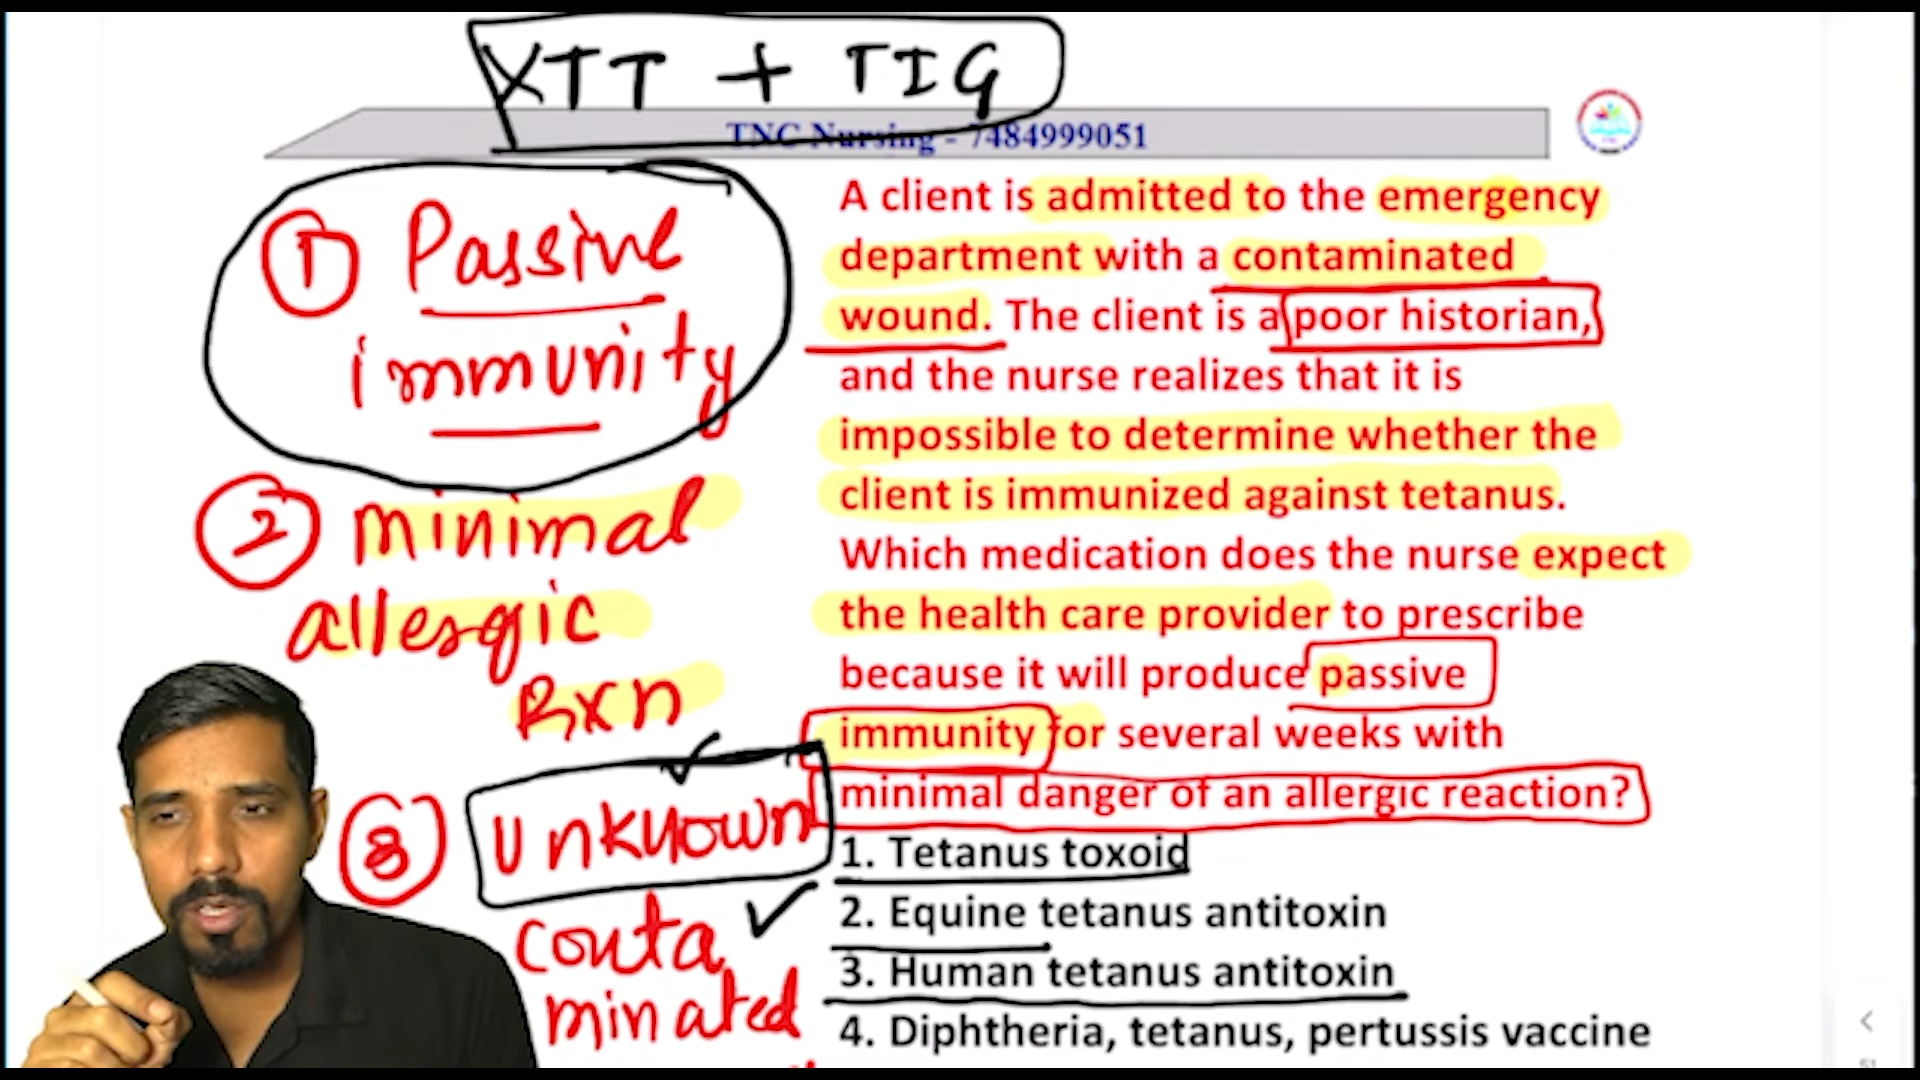 XTT + TIG
TNC Nursing - 7484999051
1 Passive
immunity
2 minimal
allergic
Rxn
3 Unknown
conta
minated
A client is admitted to the emergency
department with a contaminated
wound. The client is a poor historian,
and the nurse realizes that it is
impossible to determine whether the
client is immunized against tetanus.
Which medication does the nurse expect
the health care provider to prescribe
because it will produce passive
immunity for several weeks with
minimal danger of an allergic reaction?
1. Tetanus toxoid
2. Equine tetanus antitoxin
3. Human tetanus antitoxin
4. Diphtheria, tetanus, pertussis vaccine